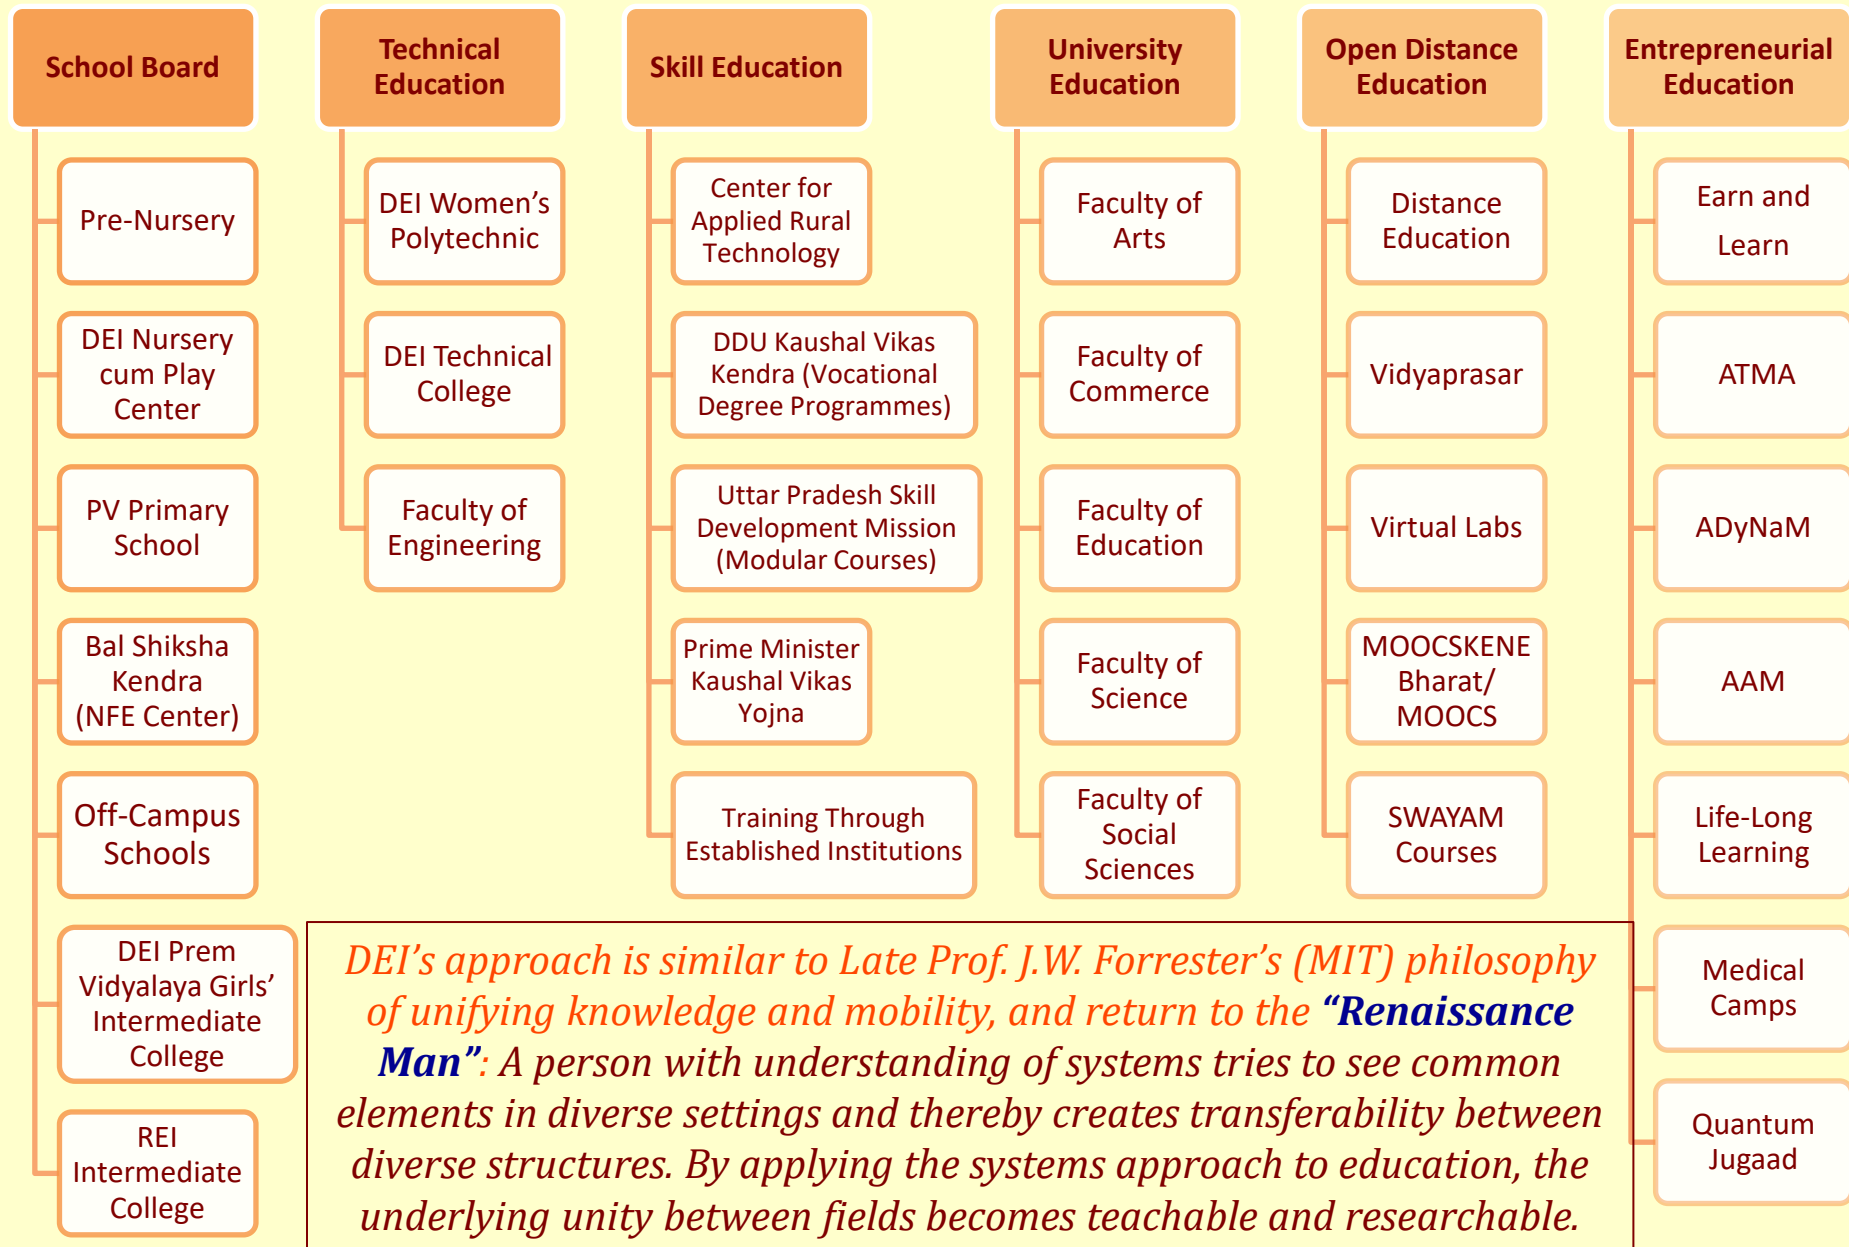 School Board
Pre-Nursery
DEI Nursery
cum Play
Center
PV Primary
School
Bal Shiksha
Kendra
(NFE Center)
Off-Campus
Schools
DEI Prem
Vidyalaya Girls’
Intermediate
College
REI
Intermediate
College
Technical
Education
DEI Women’s
Polytechnic
DEI Technical
College
Faculty of
Engineering
Skill Education
Center for
Applied Rural
Technology
DDU Kaushal Vikas
Kendra (Vocational
Degree Programmes)
Uttar Pradesh Skill
Development Mission
(Modular Courses)
Prime Minister
Kaushal Vikas
Yojna
Training Through
Established Institutions
University
Education
Faculty of
Arts
Faculty of
Commerce
Faculty of
Education
Faculty of
Science
Faculty of
Social
Sciences
Open Distance
Education
Distance
Education
Vidyaprasar
Virtual Labs
MOOCSKENE
Bharat/
MOOCS
SWAYAM
Courses
Entrepreneurial
Education
Earn and
Learn
ATMA
ADyNaM
AAM
Life-Long
Learning
Medical
Camps
Quantum
Jugaad
DEI’s approach is similar to Late Prof. J.W. Forrester’s (MIT) philosophy
of unifying knowledge and mobility, and return to the “Renaissance
Man”: A person with understanding of systems tries to see common
elements in diverse settings and thereby creates transferability between
diverse structures. By applying the systems approach to education, the
underlying unity between fields becomes teachable and researchable.